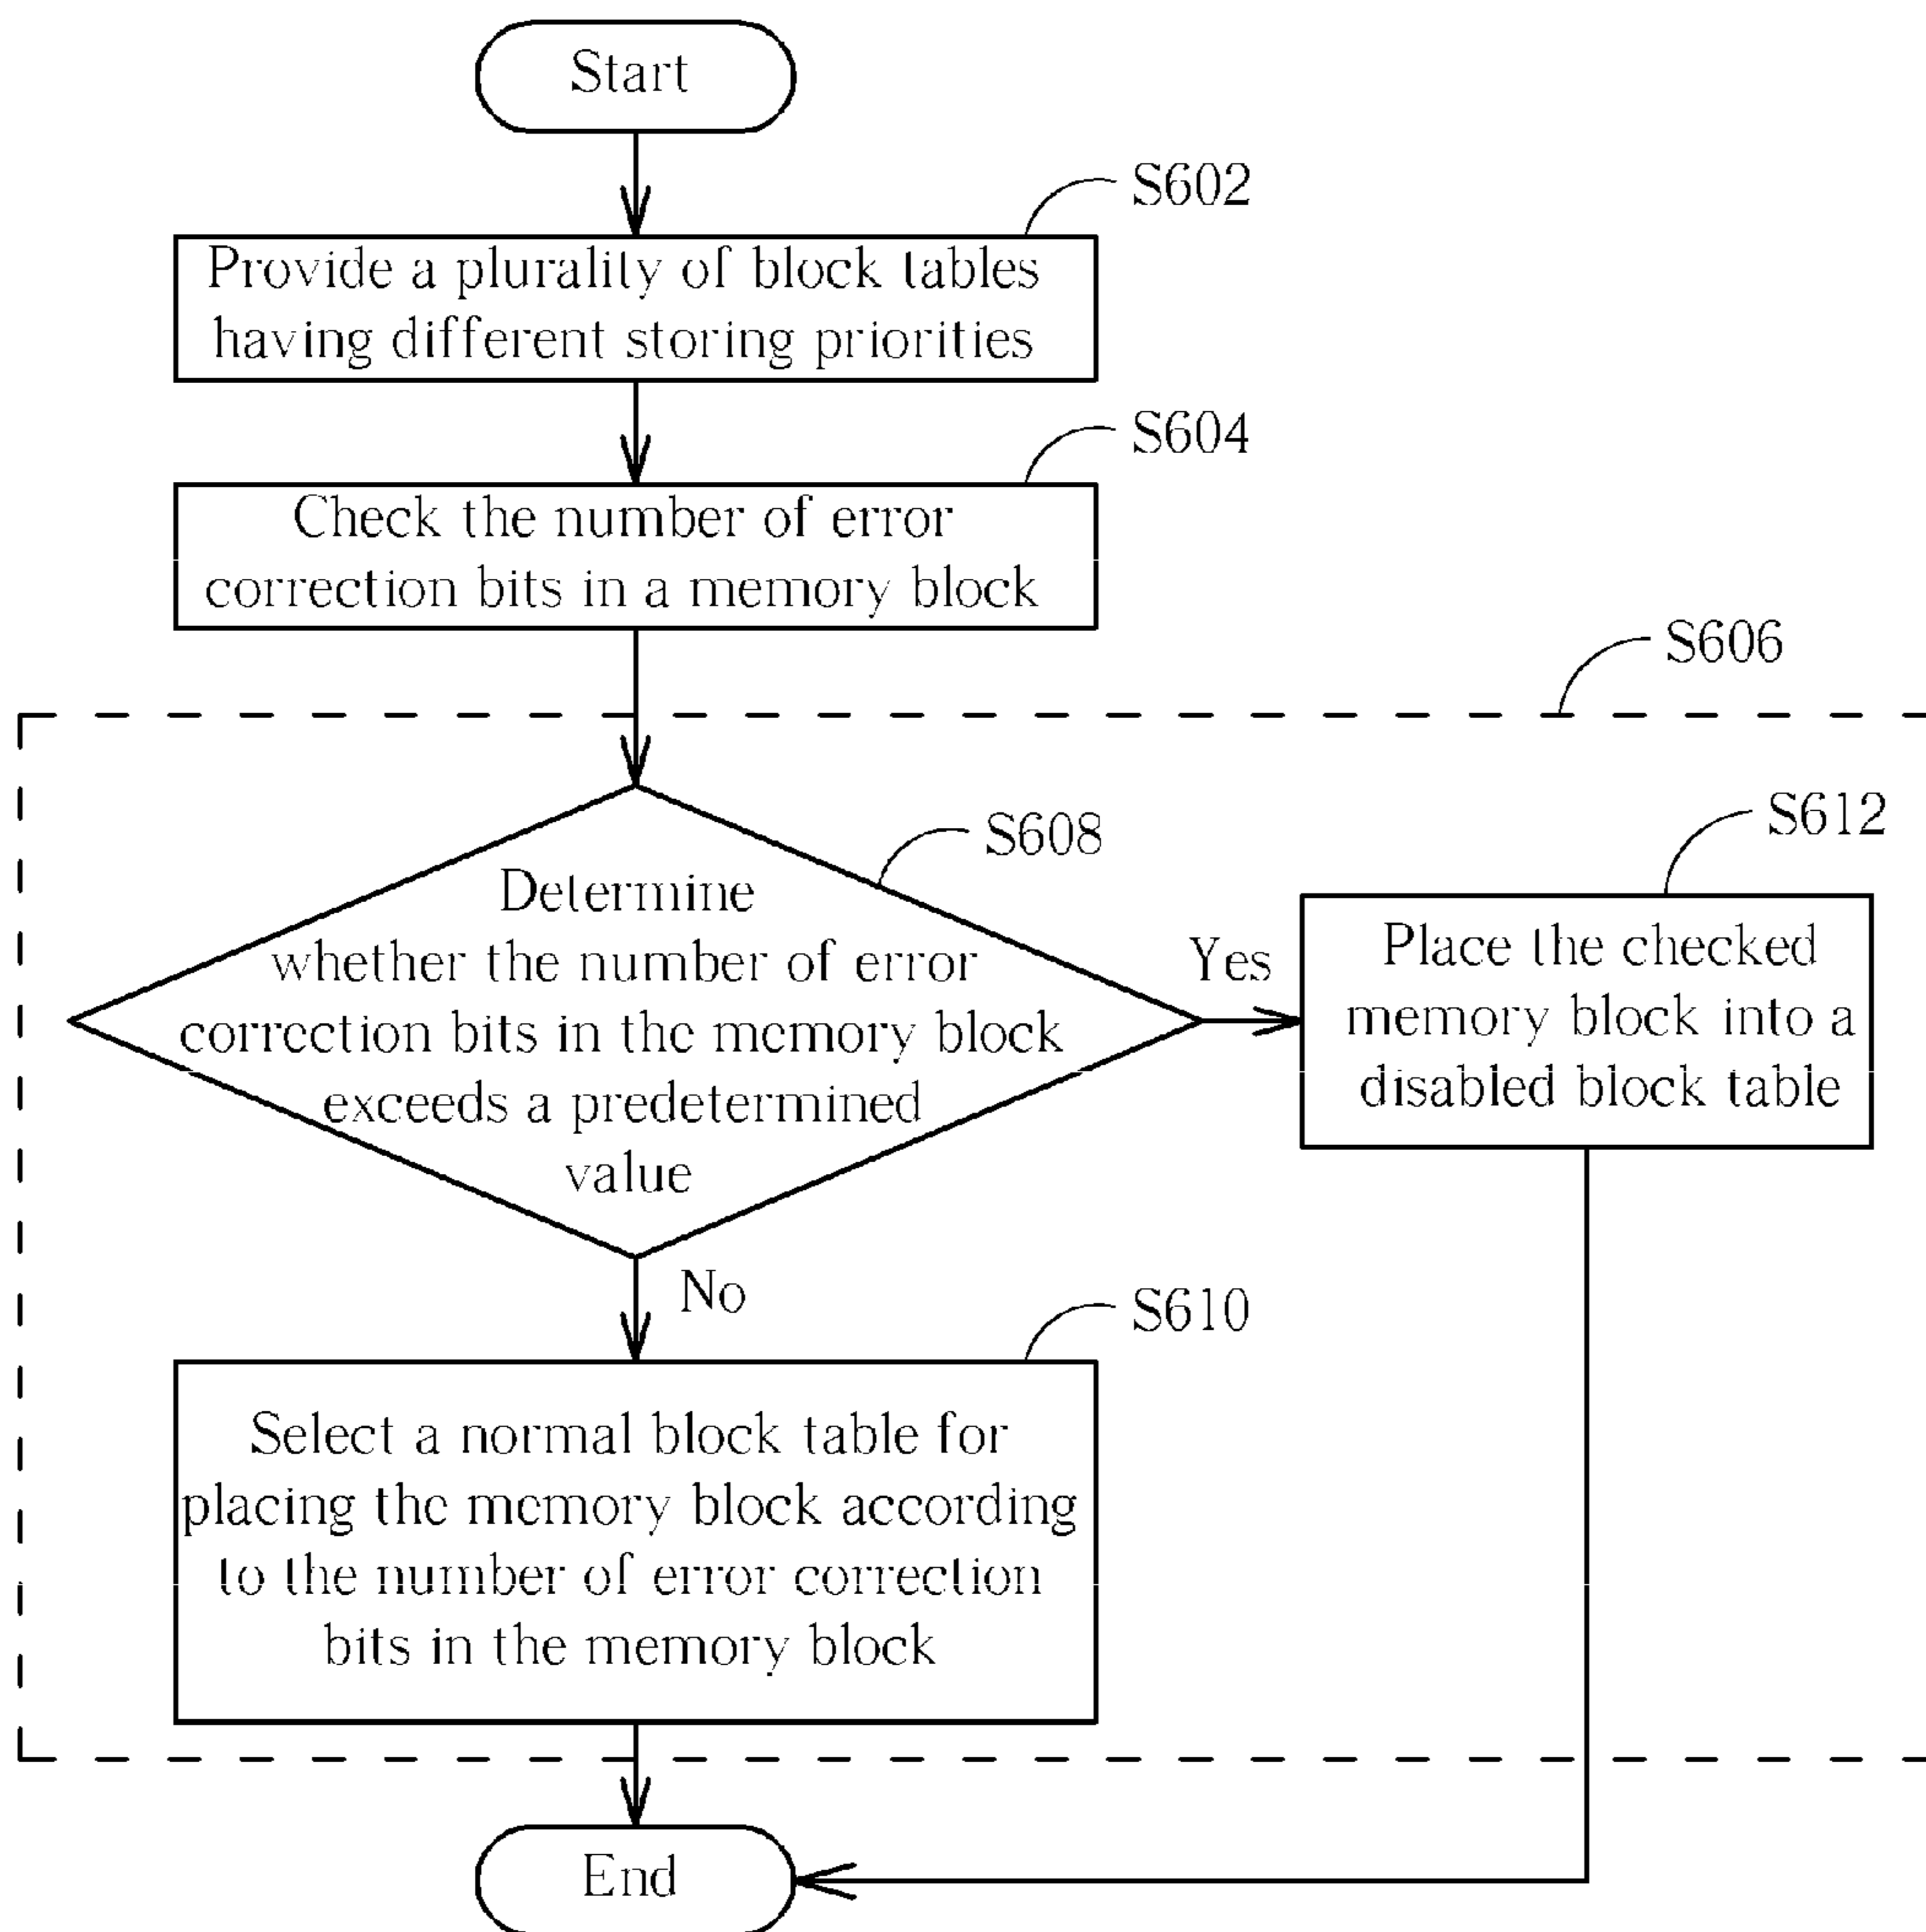 Start
S602
Provide a plurality of block tables
having different storing priorities
S604
Check the number of error
correction bits in a memory block
S606
S608
Determine
whether the number of error
correction bits in the memory block
exceeds a predetermined
value
Yes
S612
Place the checked
memory block into a
disabled block table
No
S610
Select a normal block table for
placing the memory block according
to the number of error correction
bits in the memory block
End